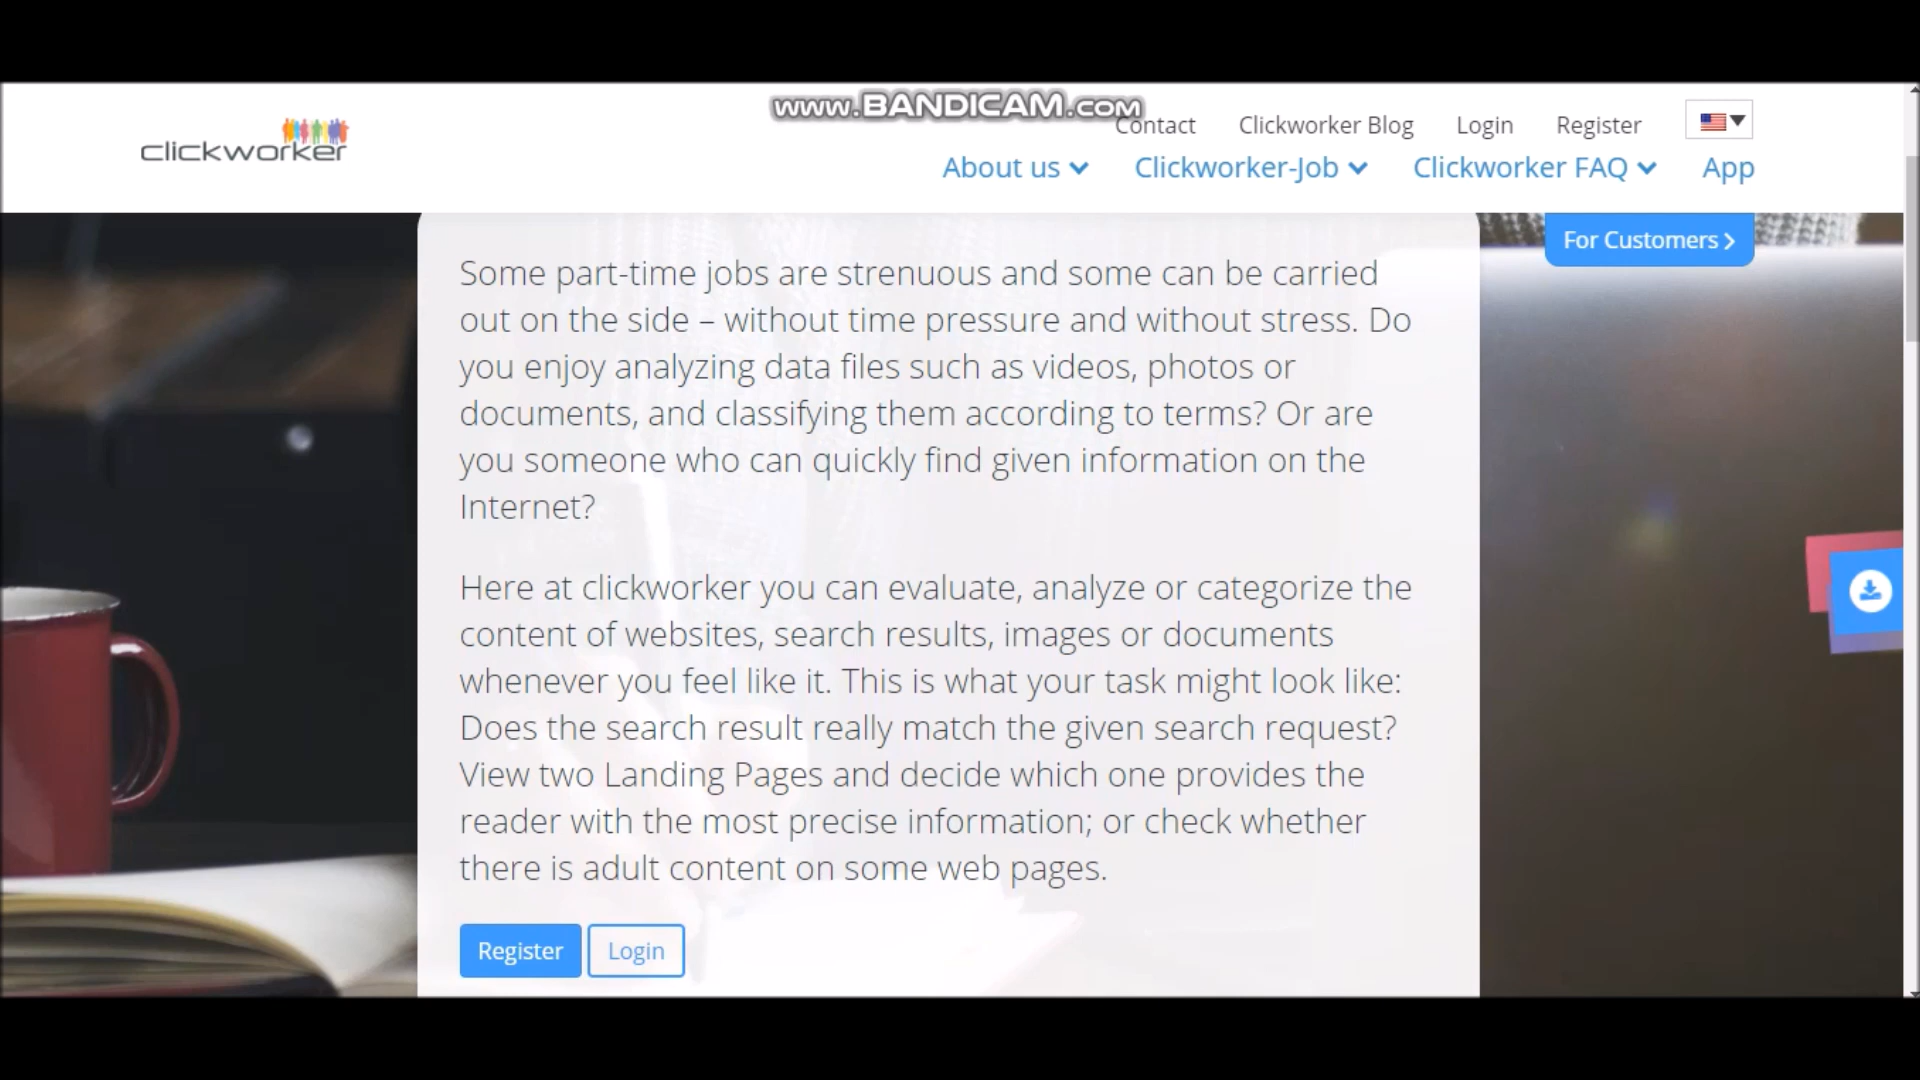 www.BANDICAM.com
Contact Clickworker Blog Login Register
clickworker
About us Clickworker-Job Clickworker FAQ App
For Customers
Some part-time jobs are strenuous and some can be carried
out on the side – without time pressure and without stress. Do
you enjoy analyzing data files such as videos, photos or
documents, and classifying them according to terms? Or are
you someone who can quickly find given information on the
Internet?
Here at clickworker you can evaluate, analyze or categorize the
content of websites, search results, images or documents
whenever you feel like it. This is what your task might look like:
Does the search result really match the given search request?
View two Landing Pages and decide which one provides the
reader with the most precise information; or check whether
there is adult content on some web pages.
Register Login